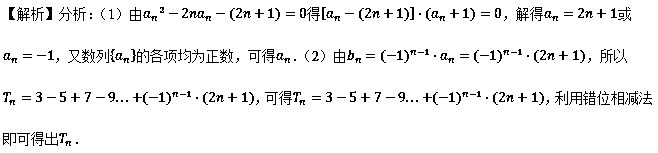 【解析】分析：（1）由aₙ² − 2naₙ − (2n + 1) = 0得[aₙ − (2n + 1)] · (aₙ + 1) = 0，解得aₙ = 2n + 1或
aₙ = −1，又数列{aₙ}的各项均为正数，可得aₙ.（2）由bₙ = (−1)ⁿ⁻¹ · aₙ = (−1)ⁿ⁻¹ · (2n + 1)，所以
Tₙ = 3 − 5 + 7 − 9… +(−1)ⁿ⁻¹ · (2n + 1)，可得Tₙ = 3 − 5 + 7 − 9… +(−1)ⁿ⁻¹ · (2n + 1)，利用错位相减法
即可得出Tₙ.